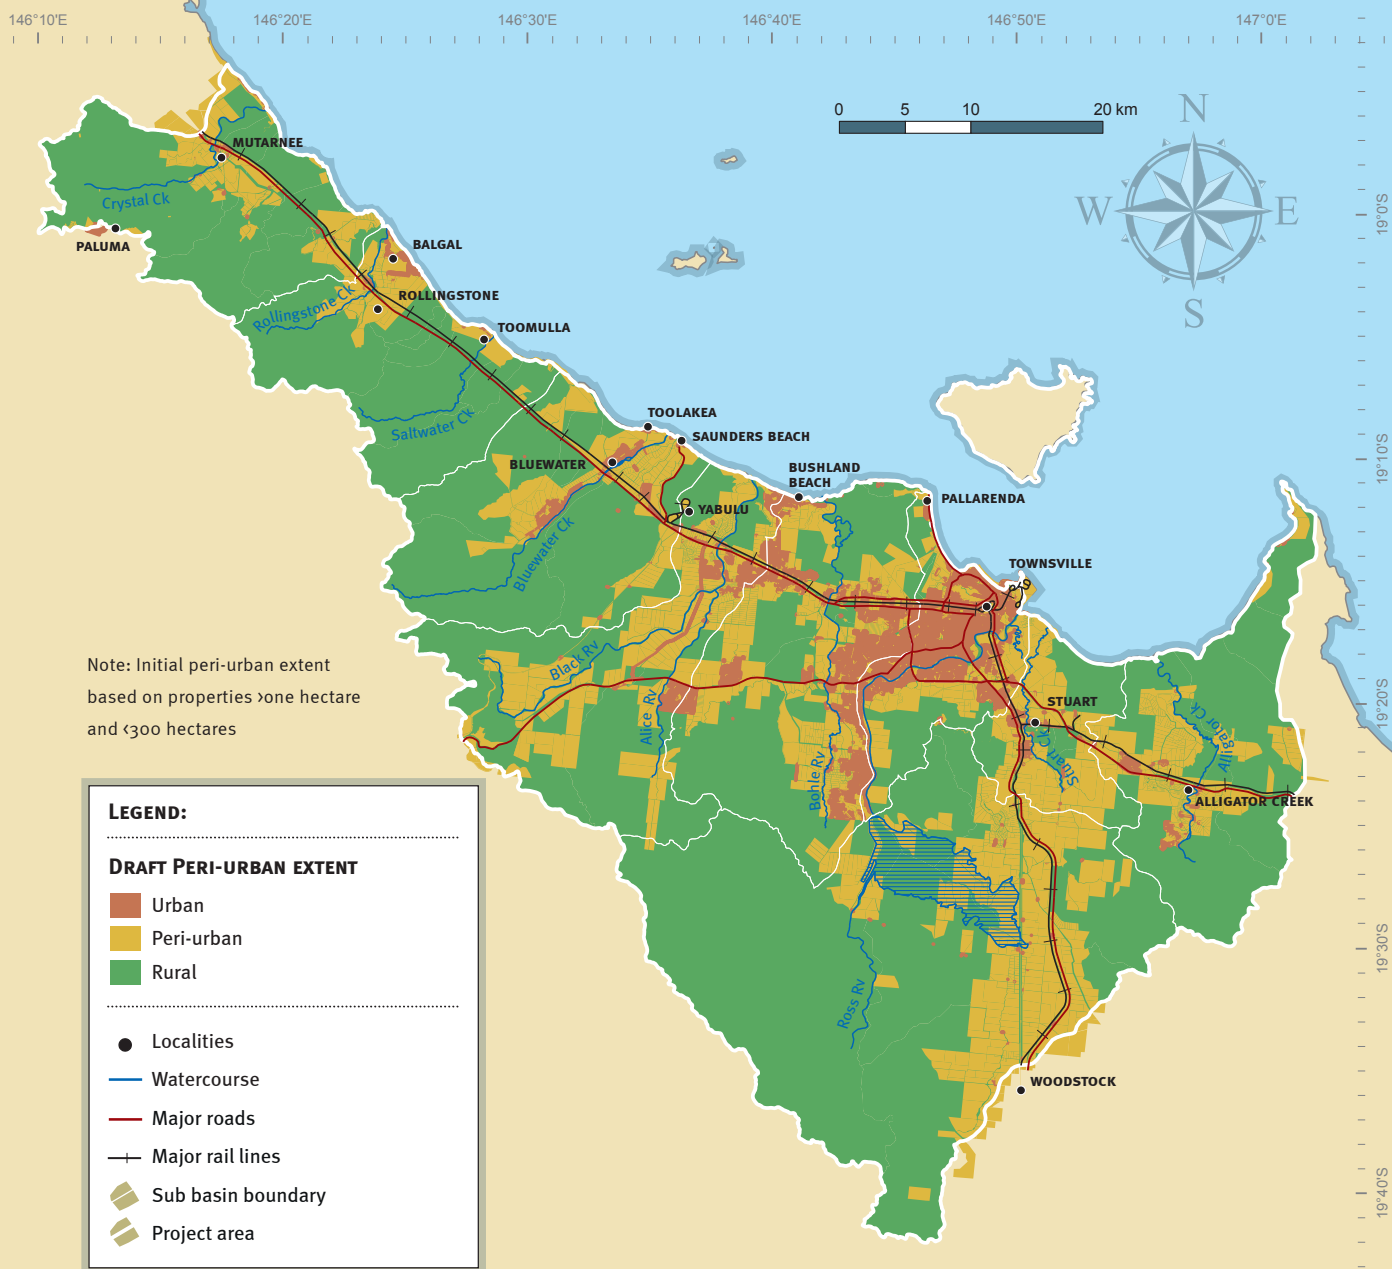 146°10'E 146°20'E 146°30'E 146°40'E 146°50'E 147°0'E
0 5 10 20 km
N
W E
S
19°0'S
19°10'S
19°20'S
19°30'S
19°40'S
MUTARNEE
Crystal Ck
PALUMA
BALGAL
ROLLINGSTONE
Rollingstone Ck
TOOMULLA
Saltwater Ck
TOOLAKEA
SAUNDERS BEACH
BLUEWATER
BUSHLAND
BEACH
PALLARENDA
YABULU
Bluewater Ck
TOWNSVILLE
Black Rv
Alice Rv
Bohle Rv
STUART
Stuart Ck
Alligator Ck
ALLIGATOR CREEK
Ross Rv
WOODSTOCK
Note: Initial peri-urban extent
based on properties >one hectare
and <300 hectares
LEGEND:
DRAFT PERI-URBAN EXTENT
Urban
Peri-urban
Rural
Localities
Watercourse
Major roads
Major rail lines
Sub basin boundary
Project area